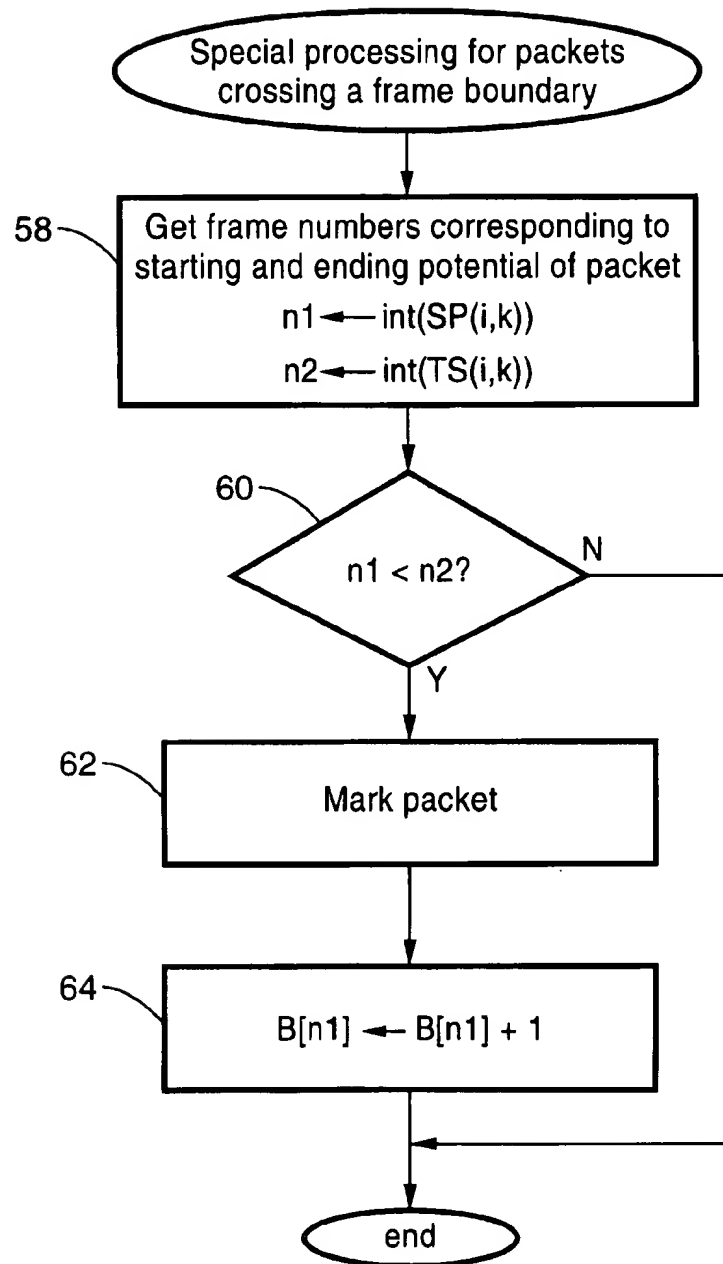 Special processing for packets
crossing a frame boundary
58
Get frame numbers corresponding to
starting and ending potential of packet
n1 ← int(SP(i,k))
n2 ← int(TS(i,k))
60
n1 < n2?
N
Y
62
Mark packet
64
B[n1] ← B[n1] + 1
end